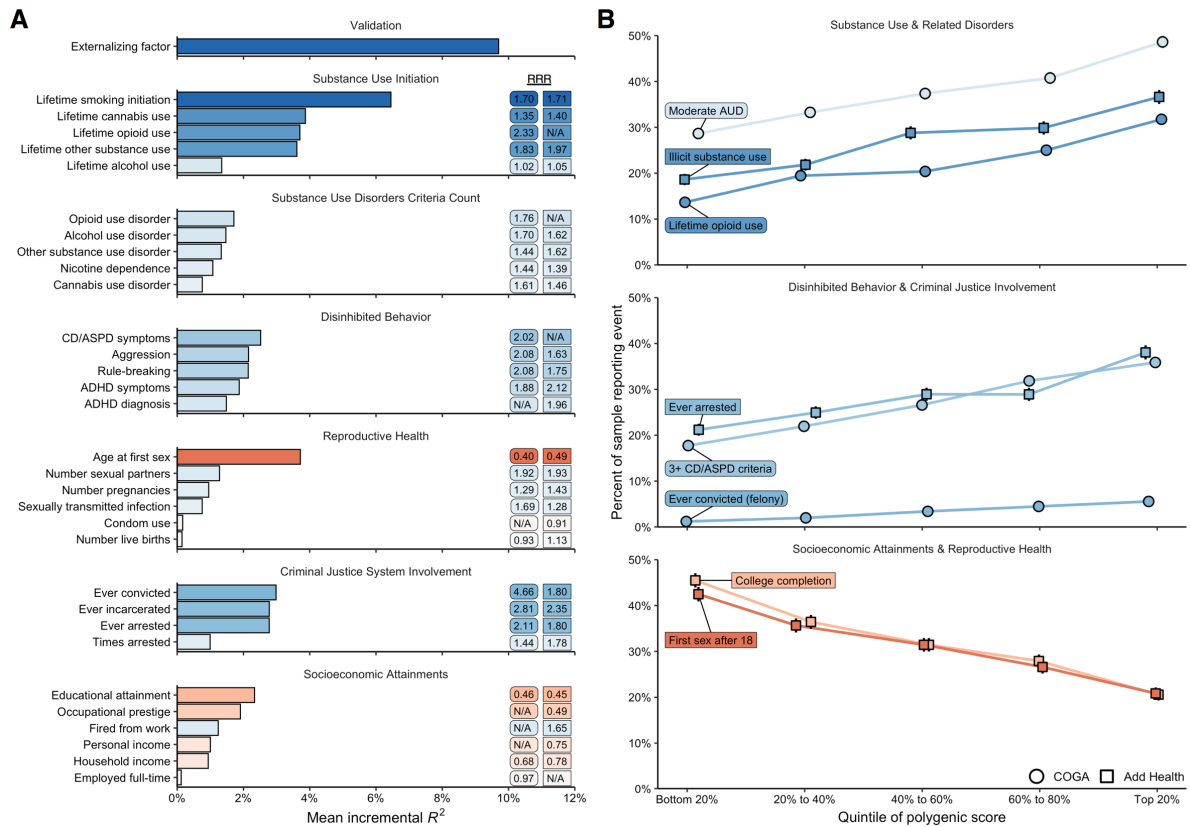 A
Validation
Externalizing factor
Substance Use Initiation
RRR
Lifetime smoking initiation 1.70 1.71
Lifetime cannabis use 1.35 1.40
Lifetime opioid use 2.33 N/A
Lifetime other substance use 1.83 1.97
Lifetime alcohol use 1.02 1.05
Substance Use Disorders Criteria Count
Opioid use disorder 1.76 N/A
Alcohol use disorder 1.70 1.62
Other substance use disorder 1.44 1.62
Nicotine dependence 1.44 1.39
Cannabis use disorder 1.61 1.46
Disinhibited Behavior
CD/ASPD symptoms 2.02 N/A
Aggression 2.08 1.63
Rule-breaking 2.08 1.75
ADHD symptoms 1.88 2.12
ADHD diagnosis N/A 1.96
Reproductive Health
Age at first sex 0.40 0.49
Number sexual partners 1.92 1.93
Number pregnancies 1.29 1.43
Sexually transmitted infection 1.69 1.28
Condom use N/A 0.91
Number live births 0.93 1.13
Criminal Justice System Involvement
Ever convicted 4.66 1.80
Ever incarcerated 2.81 2.35
Ever arrested 2.11 1.80
Times arrested 1.44 1.78
Socioeconomic Attainments
Educational attainment 0.46 0.45
Occupational prestige N/A 0.49
Fired from work N/A 1.65
Personal income N/A 0.75
Household income 0.68 0.78
Employed full-time 0.97 N/A
0% 2% 4% 6% 8% 10% 12%
Mean incremental R²
B
Substance Use & Related Disorders
50%
40%
30%
20%
10%
0%
Moderate AUD
Illicit substance use
Lifetime opioid use
Percent of sample reporting event
Disinhibited Behavior & Criminal Justice Involvement
50%
40%
30%
20%
10%
0%
Ever arrested
3+ CD/ASPD criteria
Ever convicted (felony)
Socioeconomic Attainments & Reproductive Health
50%
40%
30%
20%
10%
0%
College completion
First sex after 18
COGA Add Health
Bottom 20% 20% to 40% 40% to 60% 60% to 80% Top 20%
Quintile of polygenic score